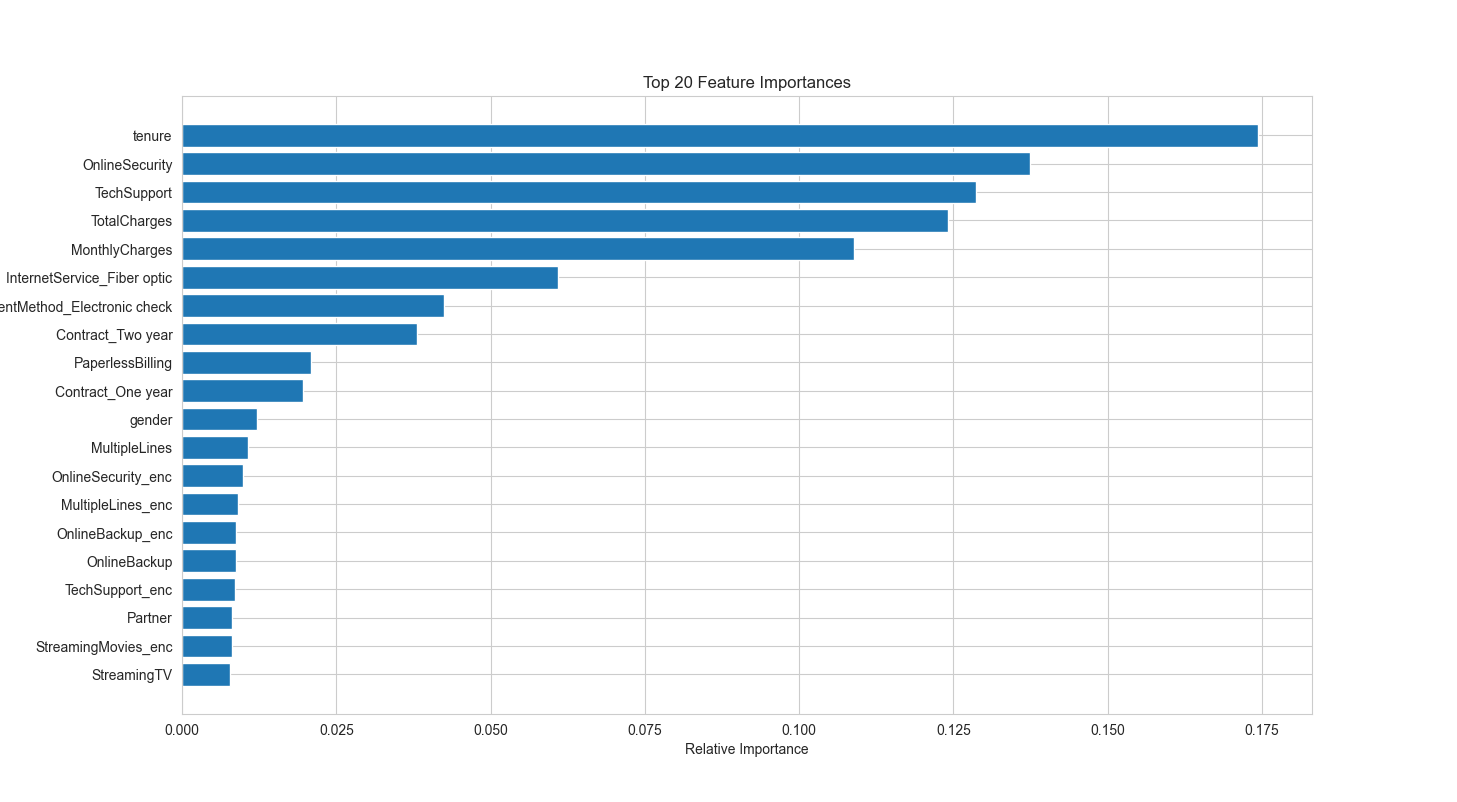 Top 20 Feature Importances
tenure
OnlineSecurity
TechSupport
TotalCharges
MonthlyCharges
InternetService_Fiber optic
entMethod_Electronic check
Contract_Two year
PaperlessBilling
Contract_One year
gender
MultipleLines
OnlineSecurity_enc
MultipleLines_enc
OnlineBackup_enc
OnlineBackup
TechSupport_enc
Partner
StreamingMovies_enc
StreamingTV
0.000 0.025 0.050 0.075 0.100 0.125 0.150 0.175
Relative Importance